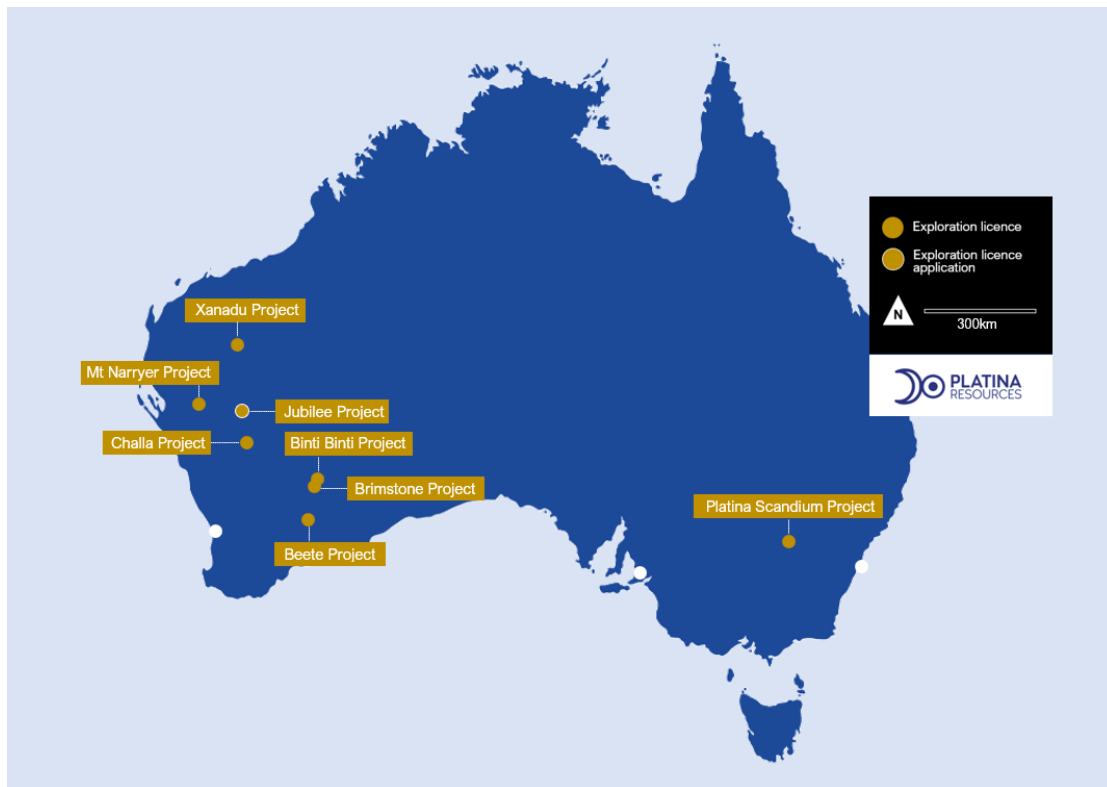 Exploration licence
Exploration licence
application
N
300km
PLATINA
RESOURCES
Xanadu Project
Mt Narryer Project
Jubilee Project
Challa Project
Binti Binti Project
Brimstone Project
Beete Project
Platina Scandium Project